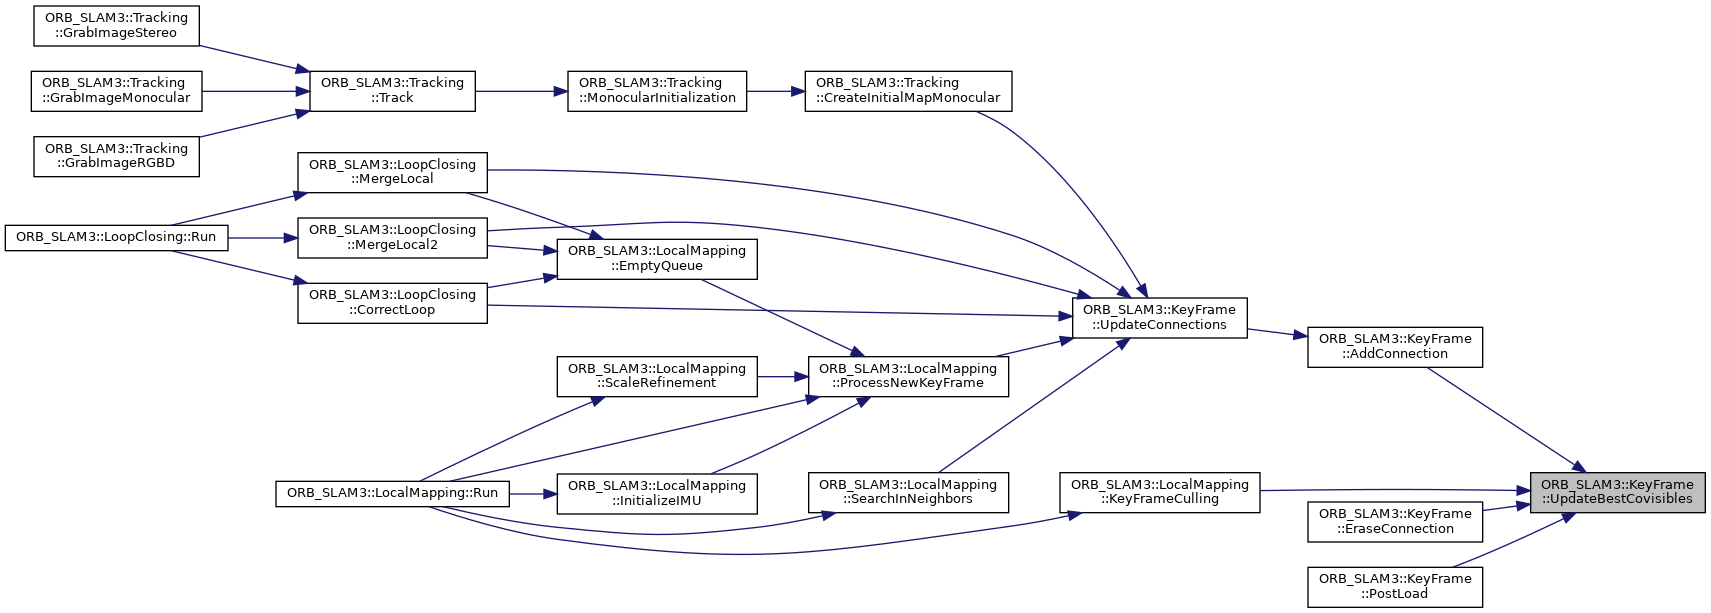 ORB_SLAM3::Tracking
::GrabImageStereo
ORB_SLAM3::Tracking
::GrabImageMonocular
ORB_SLAM3::Tracking
::Track
ORB_SLAM3::Tracking
::MonocularInitialization
ORB_SLAM3::Tracking
::CreateInitialMapMonocular
ORB_SLAM3::Tracking
::GrabImageRGBD
ORB_SLAM3::LoopClosing
::MergeLocal
ORB_SLAM3::LoopClosing::Run
ORB_SLAM3::LoopClosing
::MergeLocal2
ORB_SLAM3::LocalMapping
::EmptyQueue
ORB_SLAM3::LoopClosing
::CorrectLoop
ORB_SLAM3::KeyFrame
::UpdateConnections
ORB_SLAM3::KeyFrame
::AddConnection
ORB_SLAM3::LocalMapping
::ScaleRefinement
ORB_SLAM3::LocalMapping
::ProcessNewKeyFrame
ORB_SLAM3::LocalMapping::Run
ORB_SLAM3::LocalMapping
::InitializeIMU
ORB_SLAM3::LocalMapping
::SearchInNeighbors
ORB_SLAM3::LocalMapping
::KeyFrameCulling
ORB_SLAM3::KeyFrame
::UpdateBestCovisibles
ORB_SLAM3::KeyFrame
::EraseConnection
ORB_SLAM3::KeyFrame
::PostLoad